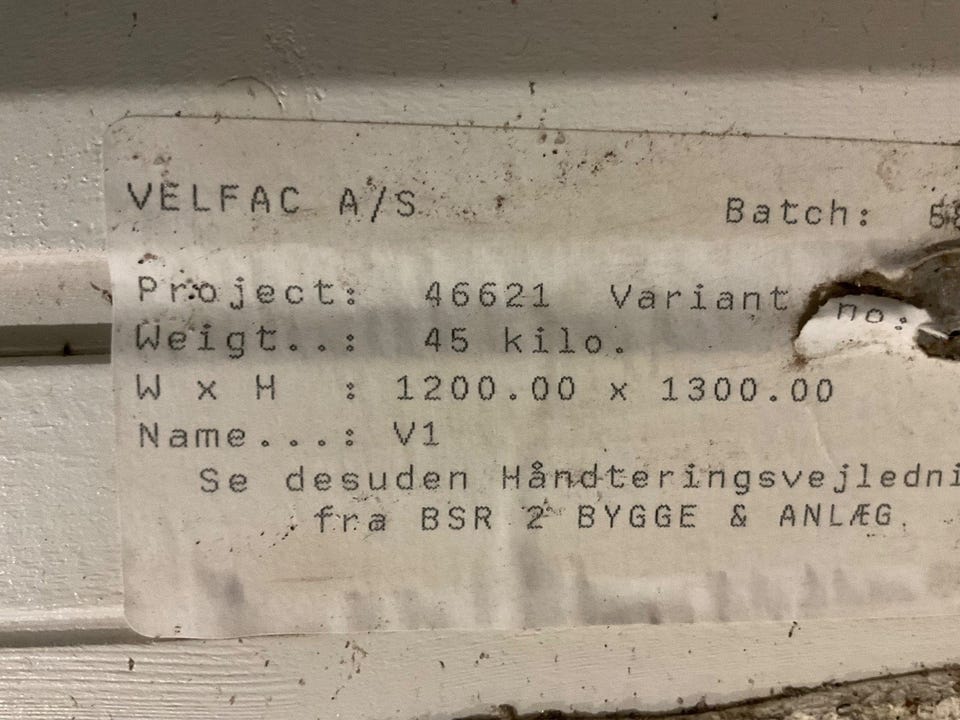 VELFAC A/S Batch:
Project: 46621 Variant no:
Weigt..: 45 kilo.
W x H : 1200.00 x 1300.00
Name...: V1
Se desuden Håndteringsvejledni
fra BSR 2 BYGGE & ANLÆG.